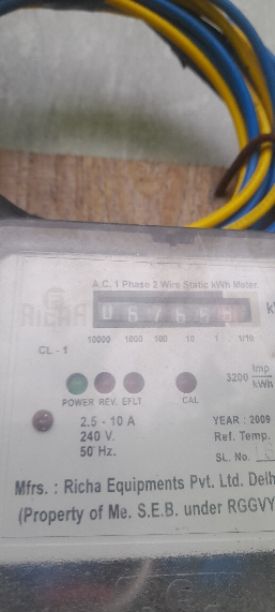 A.C. 1 Phase 2 Wire Static kWh Meter.
10000 1000 100 10 1 1/10
CL - 1
3200 Imp/kWh
POWER REV. EFLT CAL
2.5 - 10 A
240 V.
50 Hz.
YEAR : 2009
Ref. Temp.
SL. No.
Mfrs. : Richa Equipments Pvt. Ltd. Delh
(Property of Me. S.E.B. under RGGVY